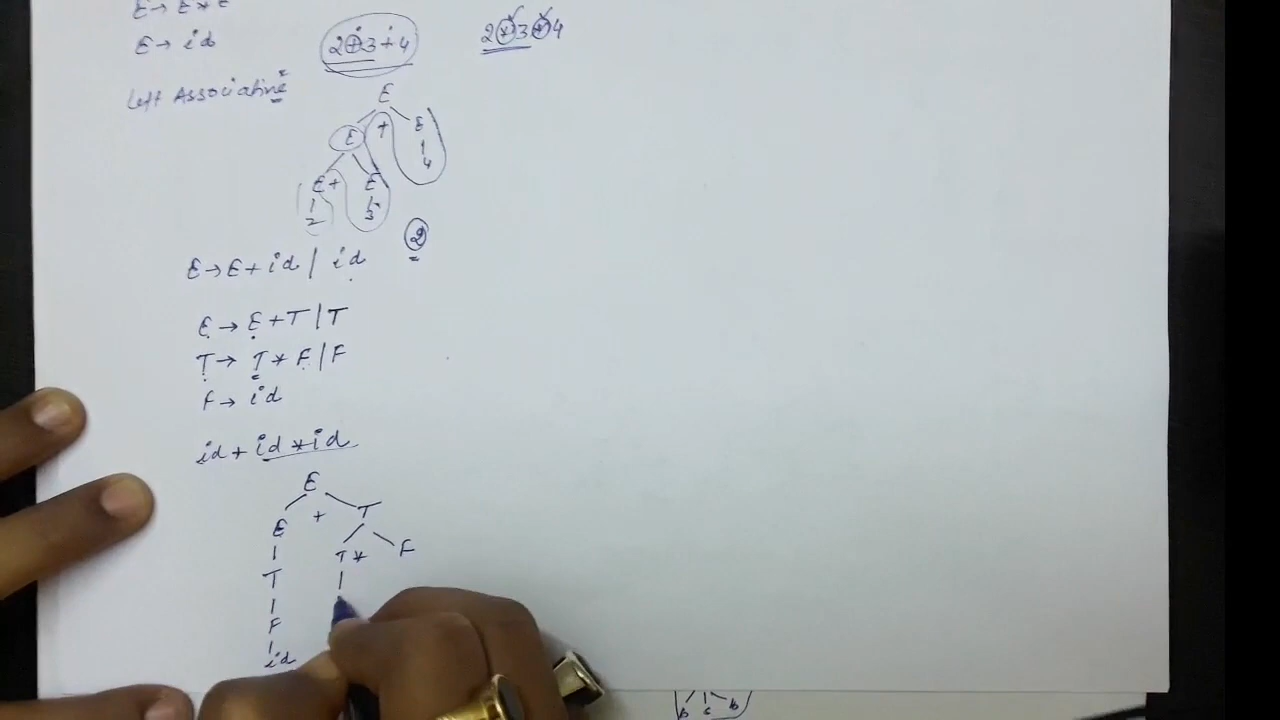 E → E * E
E → id
2+3+4
2*3+4
Left Associative
E
E + E
E + E 4
2 3
2
E → E + id | id
E → E + T | T
T → T * F | F
F → id
id + id * id
E
E + T
T T * F
F
id
b c b